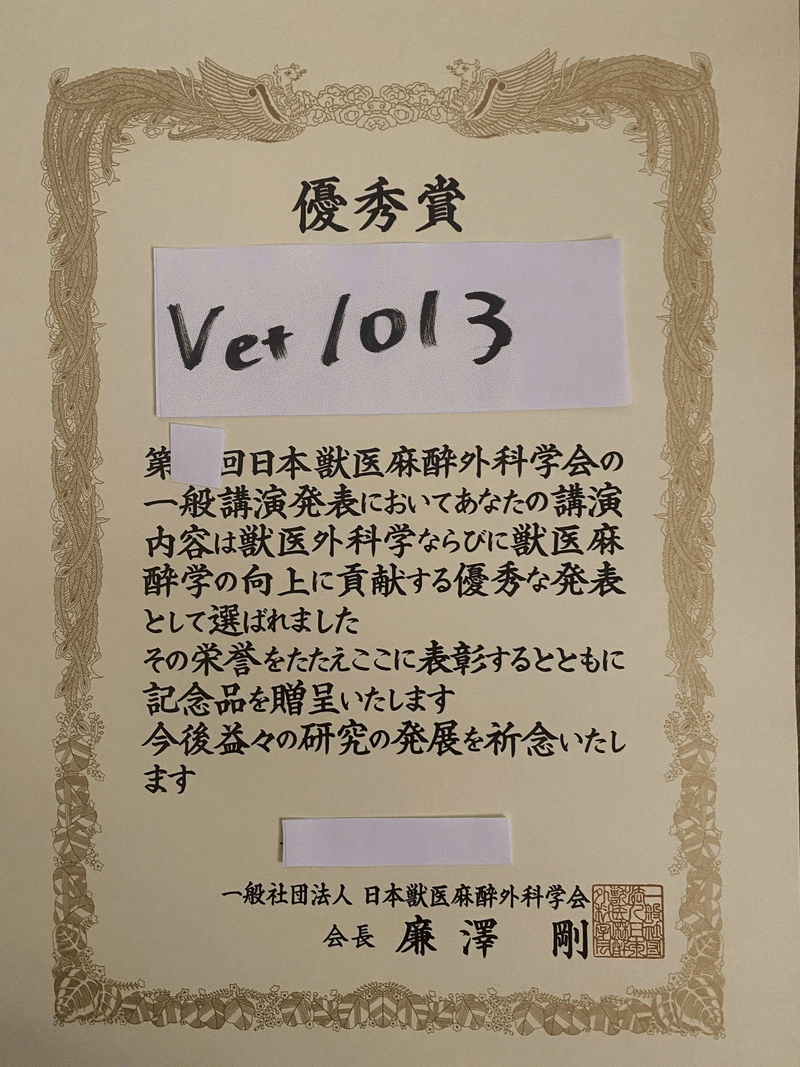 優秀賞
Vet 1013
第 回日本獣医麻酔外科学会の
一般講演発表においてあなたの講演
内容は獣医外科学ならびに獣医麻
酔学の向上に貢献する優秀な発表
として選ばれました
その栄誉をたたえここに表彰するとともに
記念品を贈呈いたします
今後益々の研究の発展を祈念いたし
ます
一般社団法人 日本獣医麻酔外科学会
会長 廉澤 剛